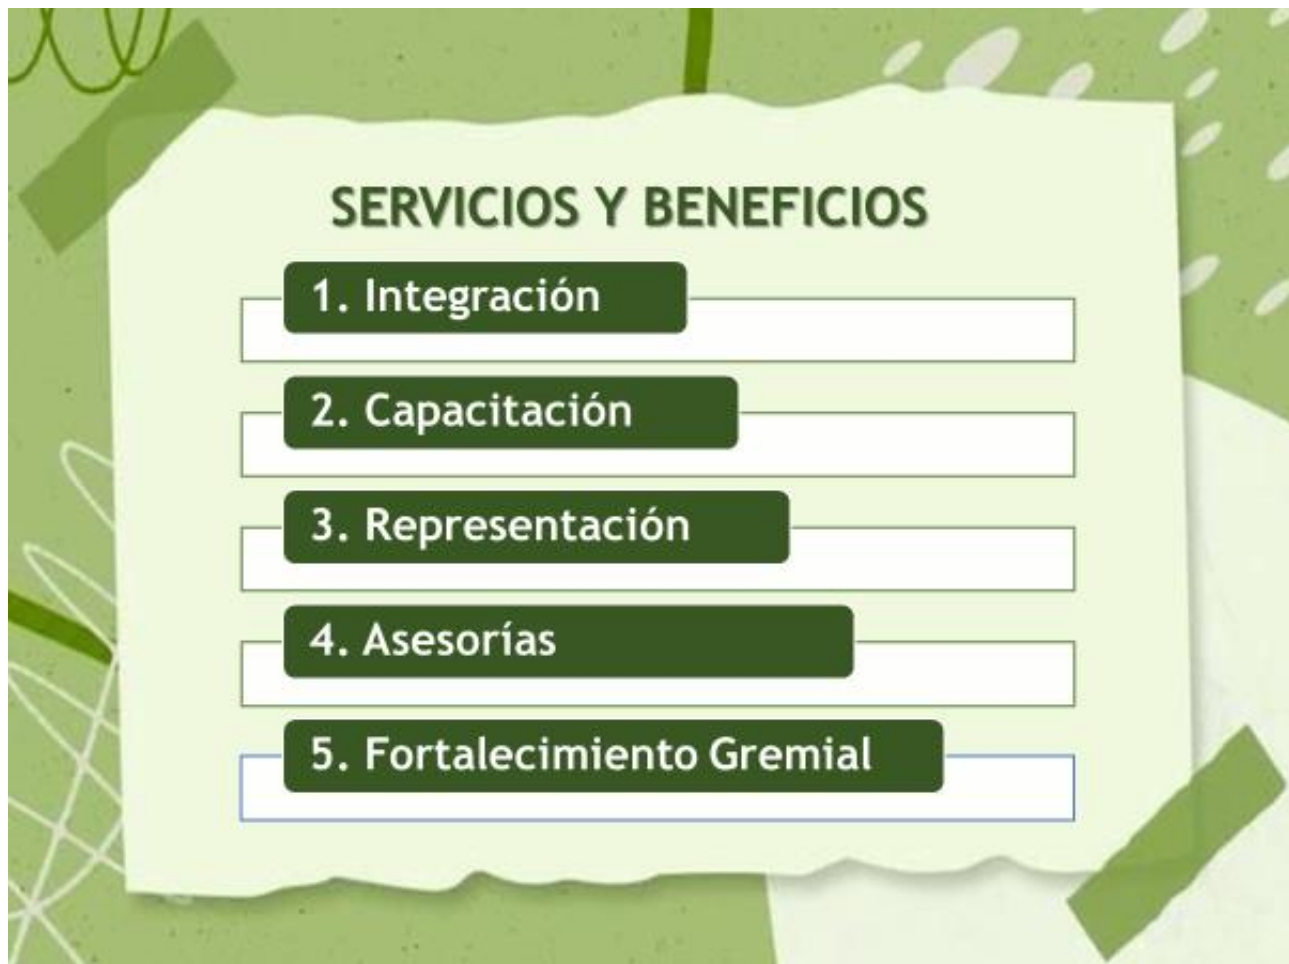 SERVICIOS Y BENEFICIOS
1. Integración
2. Capacitación
3. Representación
4. Asesorías
5. Fortalecimiento Gremial